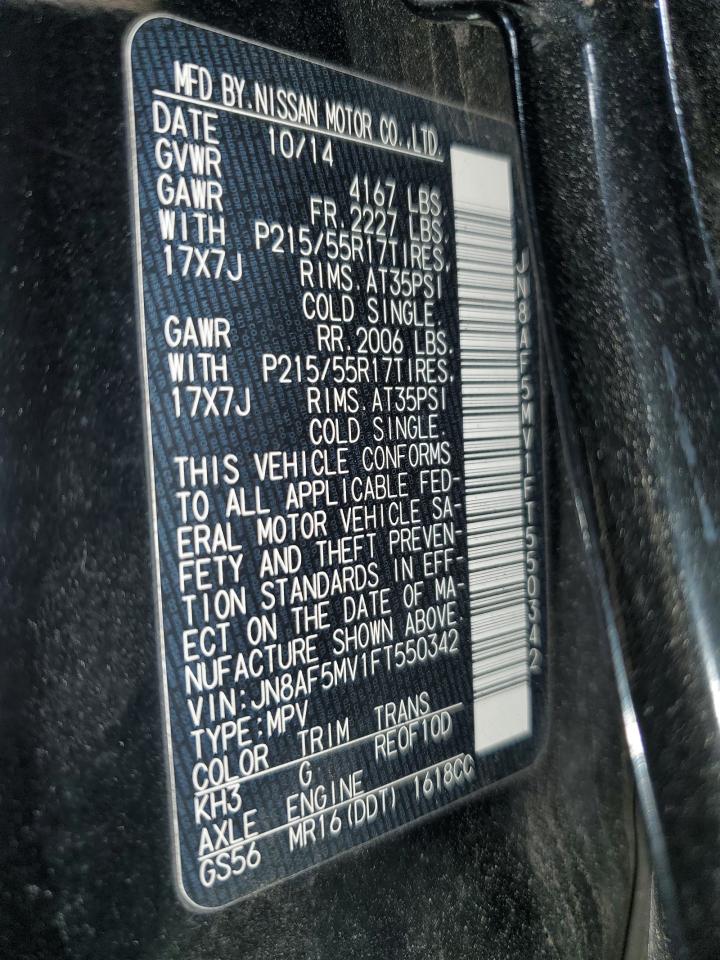 MFD BY.NISSAN MOTOR CO.,LTD.
DATE 10/14
GVWR 4167 LBS.
GAWR FR.2227 LBS.
WITH P215/55R17TIRES,
17X7J RIMS.AT35PSI
COLD SINGLE.
GAWR RR.2006 LBS.
WITH P215/55R17TIRES,
17X7J RIMS.AT35PSI
COLD SINGLE.
THIS VEHICLE CONFORMS
TO ALL APPLICABLE FED-
ERAL MOTOR VEHICLE SA-
FETY AND THEFT PREVEN-
TION STANDARDS IN EFF-
ECT ON THE DATE OF MA-
NUFACTURE SHOWN ABOVE
VIN:JN8AF5MV1FT550342
TYPE:MPV
COLOR TRIM TRANS
KH3 G RE0F10D
AXLE ENGINE
GS56 MR16(DDT) 1618CC
JN8AF5MV1FT550342